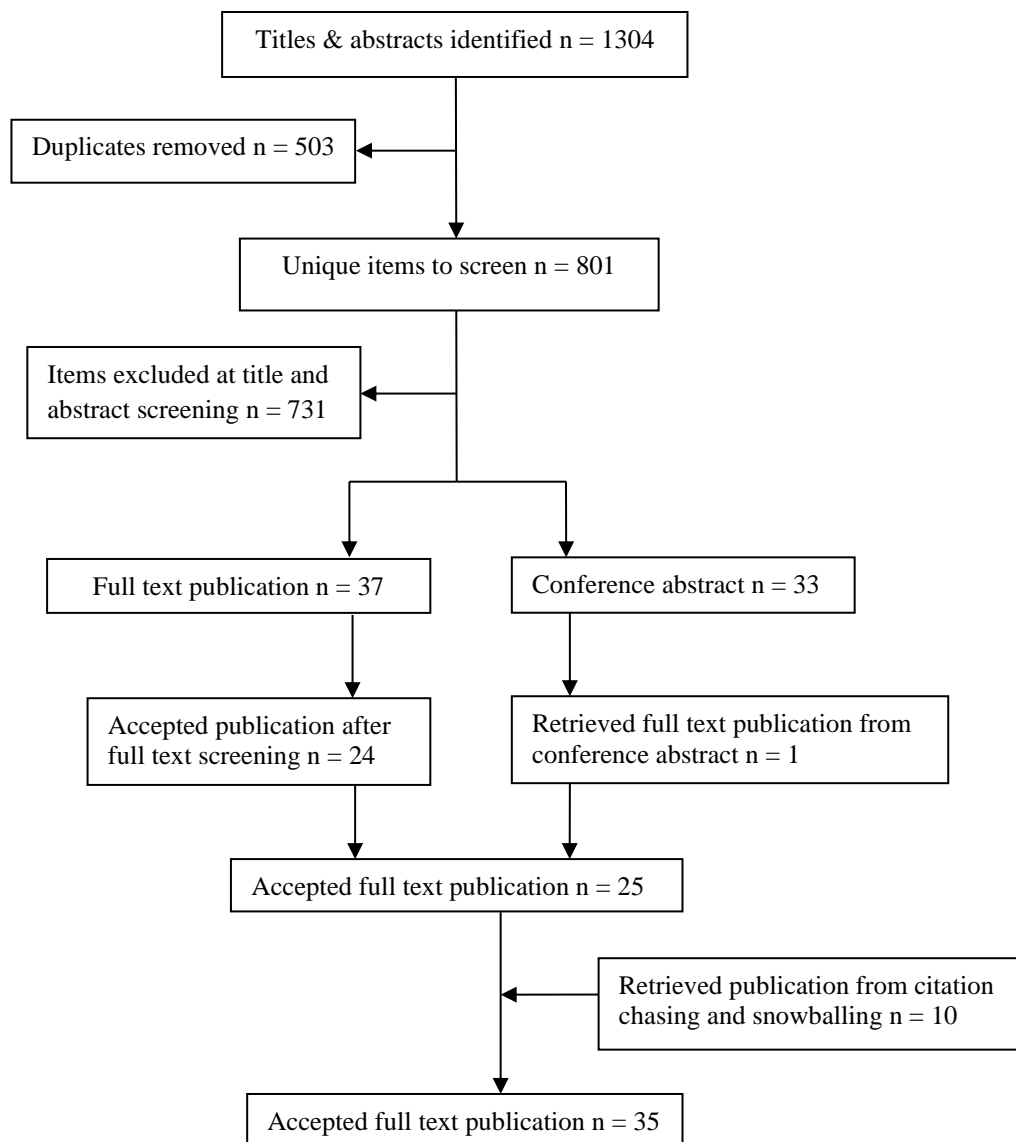 Titles & abstracts identified n = 1304
Duplicates removed n = 503
Unique items to screen n = 801
Items excluded at title and
abstract screening n = 731
Full text publication n = 37
Conference abstract n = 33
Accepted publication after
full text screening n = 24
Retrieved full text publication from
conference abstract n = 1
Accepted full text publication n = 25
Retrieved publication from citation
chasing and snowballing n = 10
Accepted full text publication n = 35